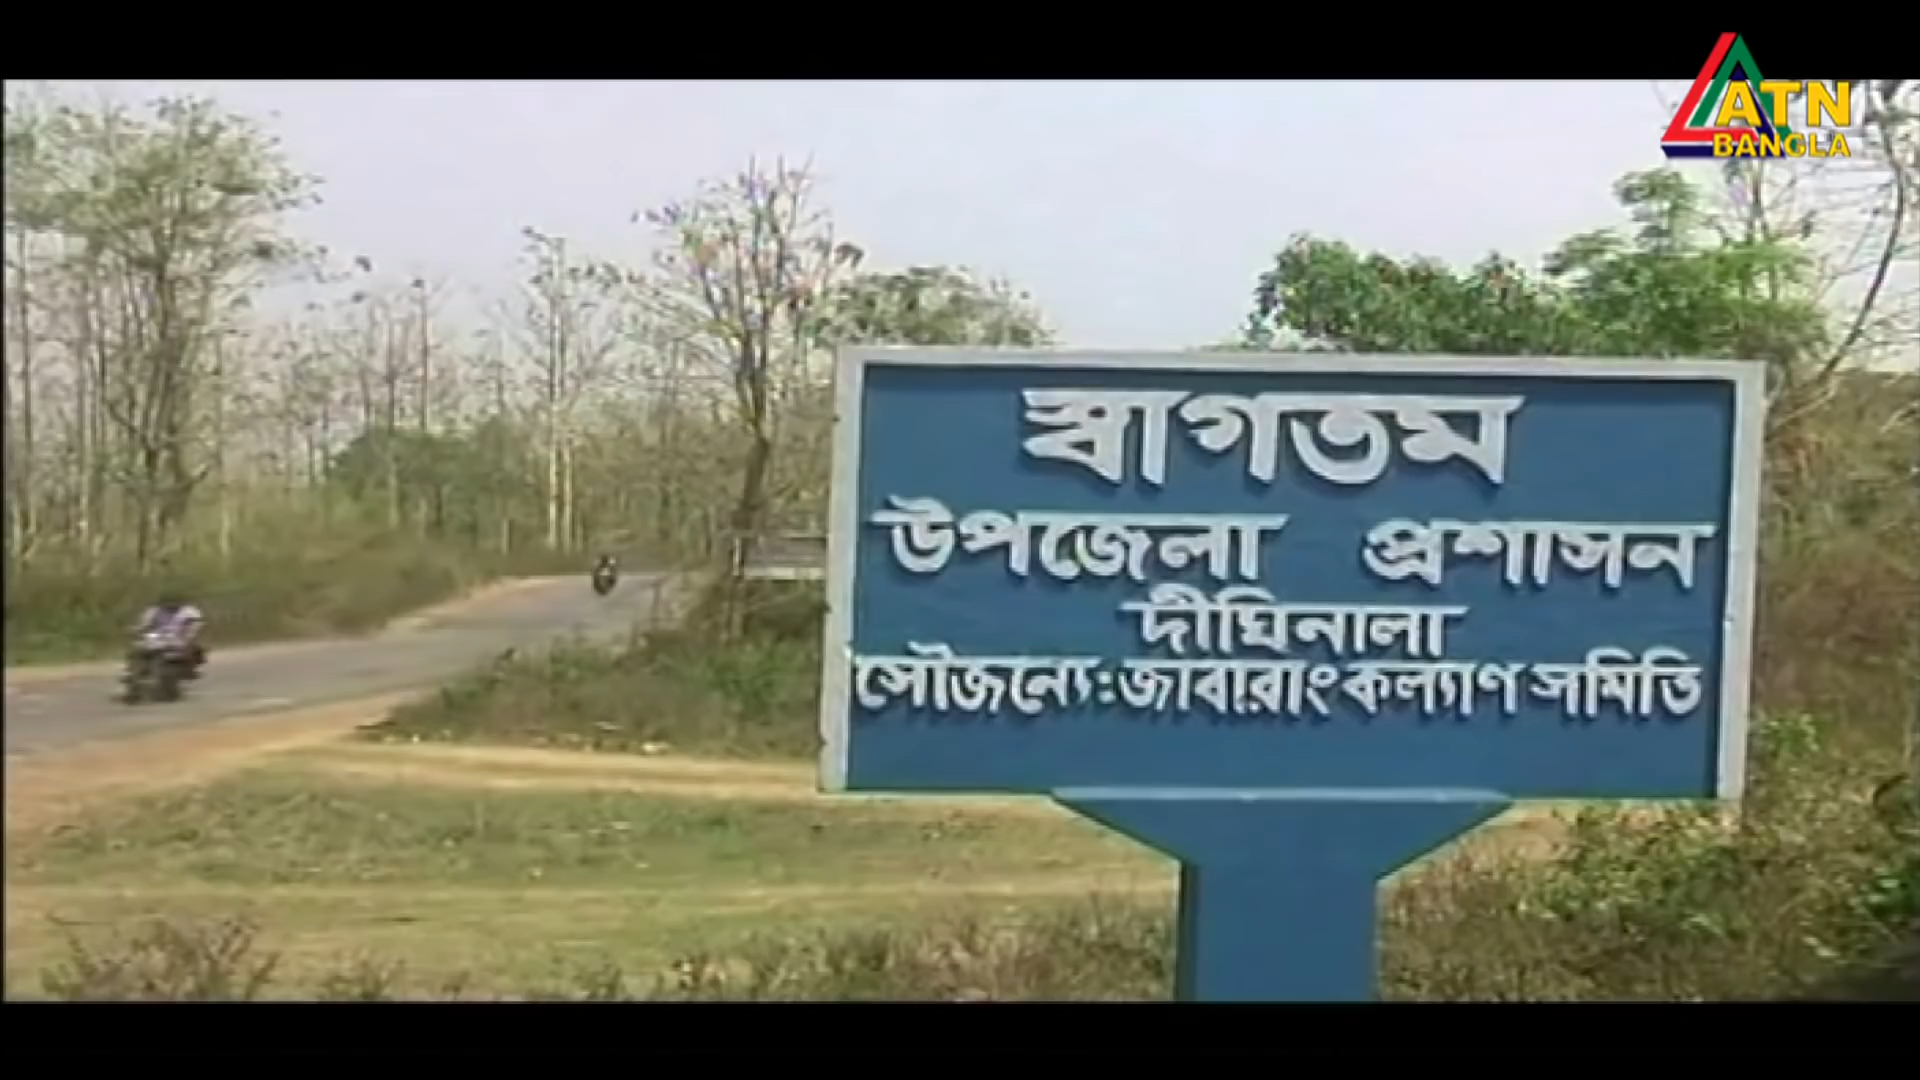 ATN
BANGLA
স্বাগতম
উপজেলা প্রশাসন
দীঘিনালা
সৌজন্যে:জাবারাং কল্যাণ সমিতি